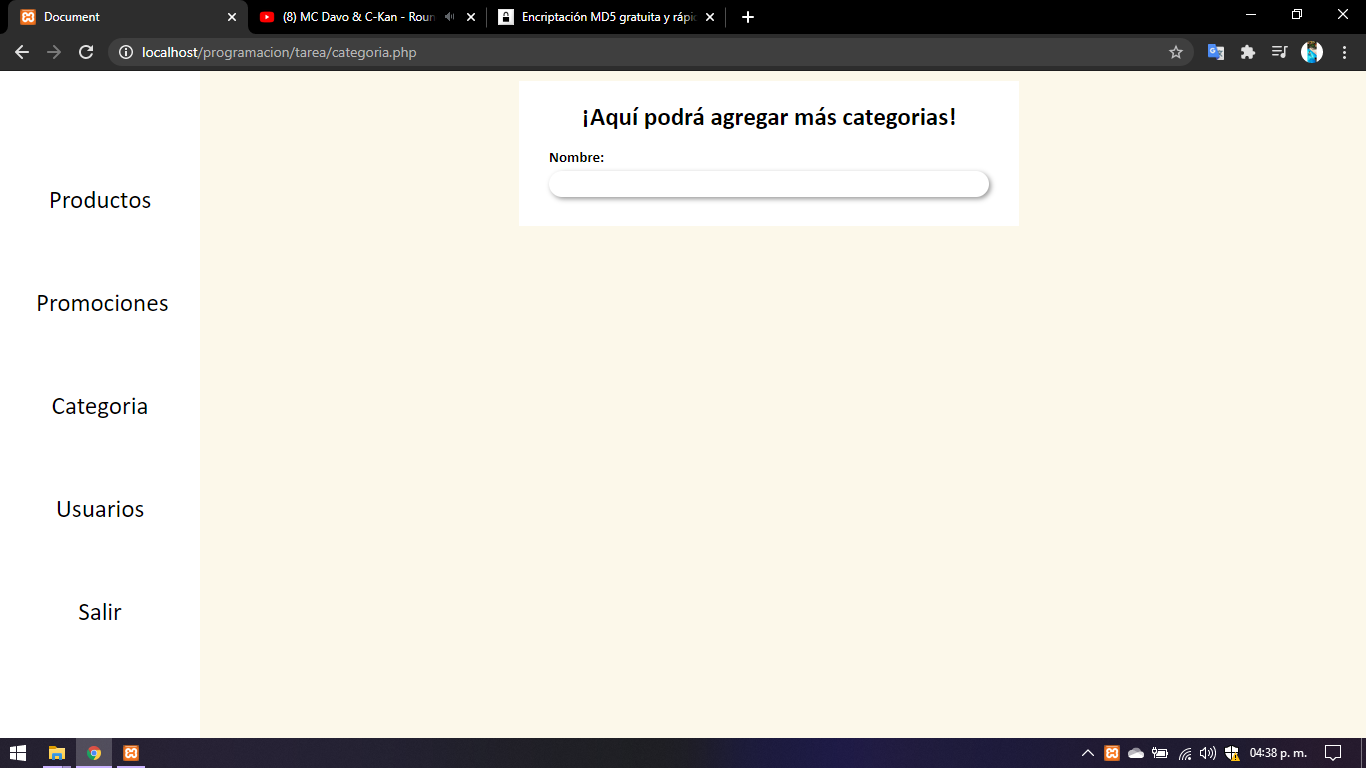 Document
(8) MC Davo & C-Kan - Roun
Encriptación MD5 gratuita y rápi
localhost/programacion/tarea/categoria.php
¡Aquí podrá agregar más categorias!
Nombre:
Productos
Promociones
Categoria
Usuarios
Salir
04:38 p. m.